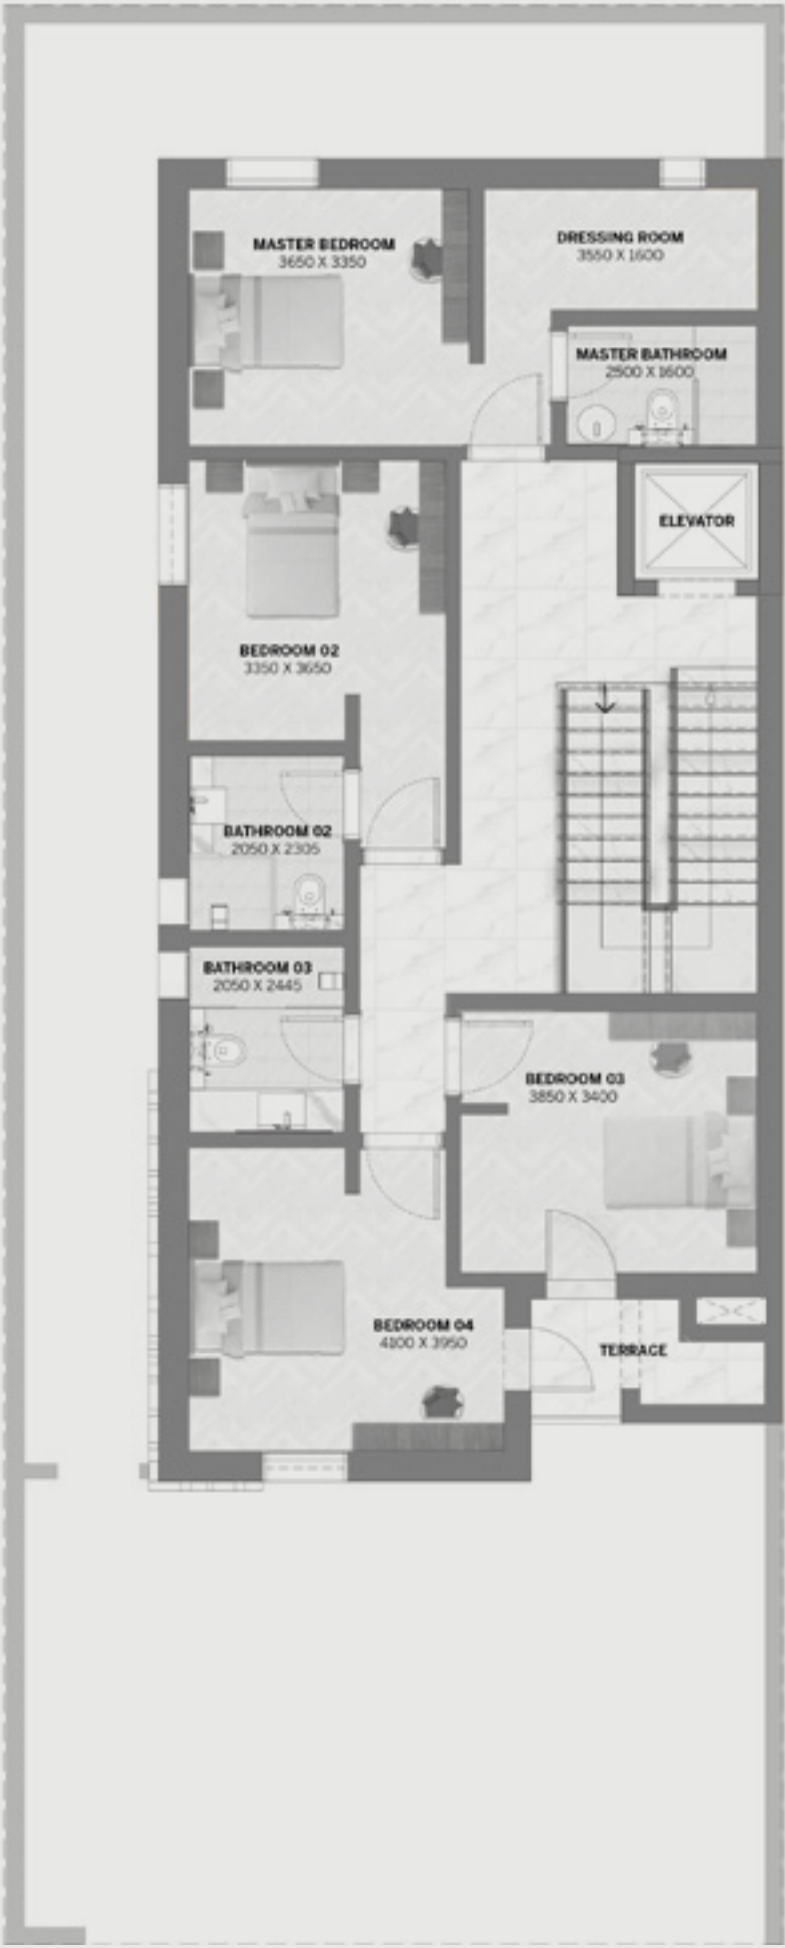 MASTER BEDROOM
3650 X 3350
DRESSING ROOM
3550 X 1600
MASTER BATHROOM
2500 X 1600
ELEVATOR
BEDROOM 02
3350 X 3650
BATHROOM 02
2050 X 2305
BATHROOM 03
2050 X 2445
BEDROOM 03
3850 X 3400
BEDROOM 04
4100 X 3950
TERRACE